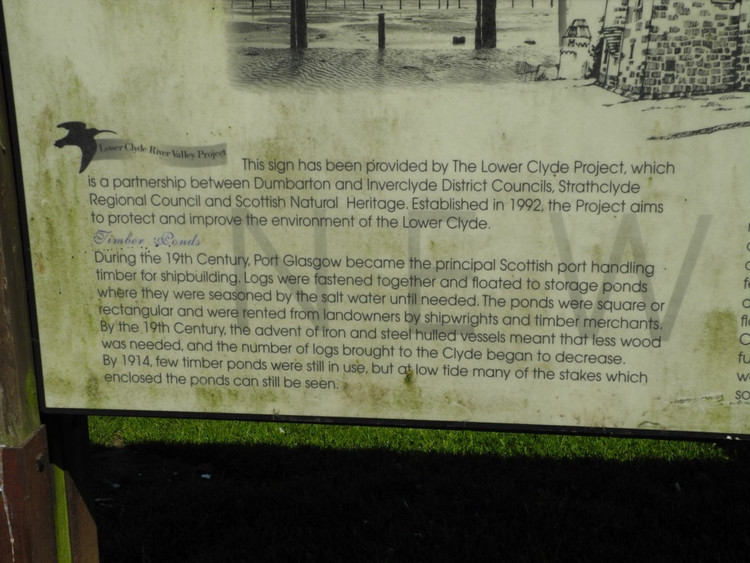 Lower Clyde River Valley Project
This sign has been provided by The Lower Clyde Project, which
is a partnership between Dumbarton and Inverclyde District Councils, Strathclyde
Regional Council and Scottish Natural Heritage. Established in 1992, the Project aims
to protect and improve the environment of the Lower Clyde.
Timber Ponds
During the 19th Century, Port Glasgow became the principal Scottish port handling
timber for shipbuilding. Logs were fastened together and floated to storage ponds
where they were seasoned by the salt water until needed. The ponds were square or
rectangular and were rented from landowners by shipwrights and timber merchants.
By the 19th Century, the advent of iron and steel hulled vessels meant that less wood
was needed, and the number of logs brought to the Clyde began to decrease.
By 1914, few timber ponds were still in use, but at low tide many of the stakes which
enclosed the ponds can still be seen.